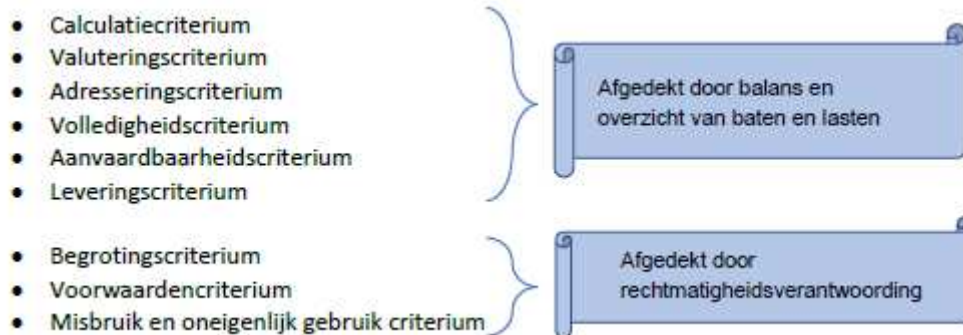 • Calculatiecriterium
• Valuteringscriterium
• Adresseringscriterium
• Volledigheidscriterium
• Aanvaardbaarheidscriterium
• Leveringscriterium
Afgedekt door balans en
overzicht van baten en lasten
• Begrotingscriterium
• Voorwaardencriterium
• Misbruik en oneigenlijk gebruik criterium
Afgedekt door
rechtmatigheidsverantwoording